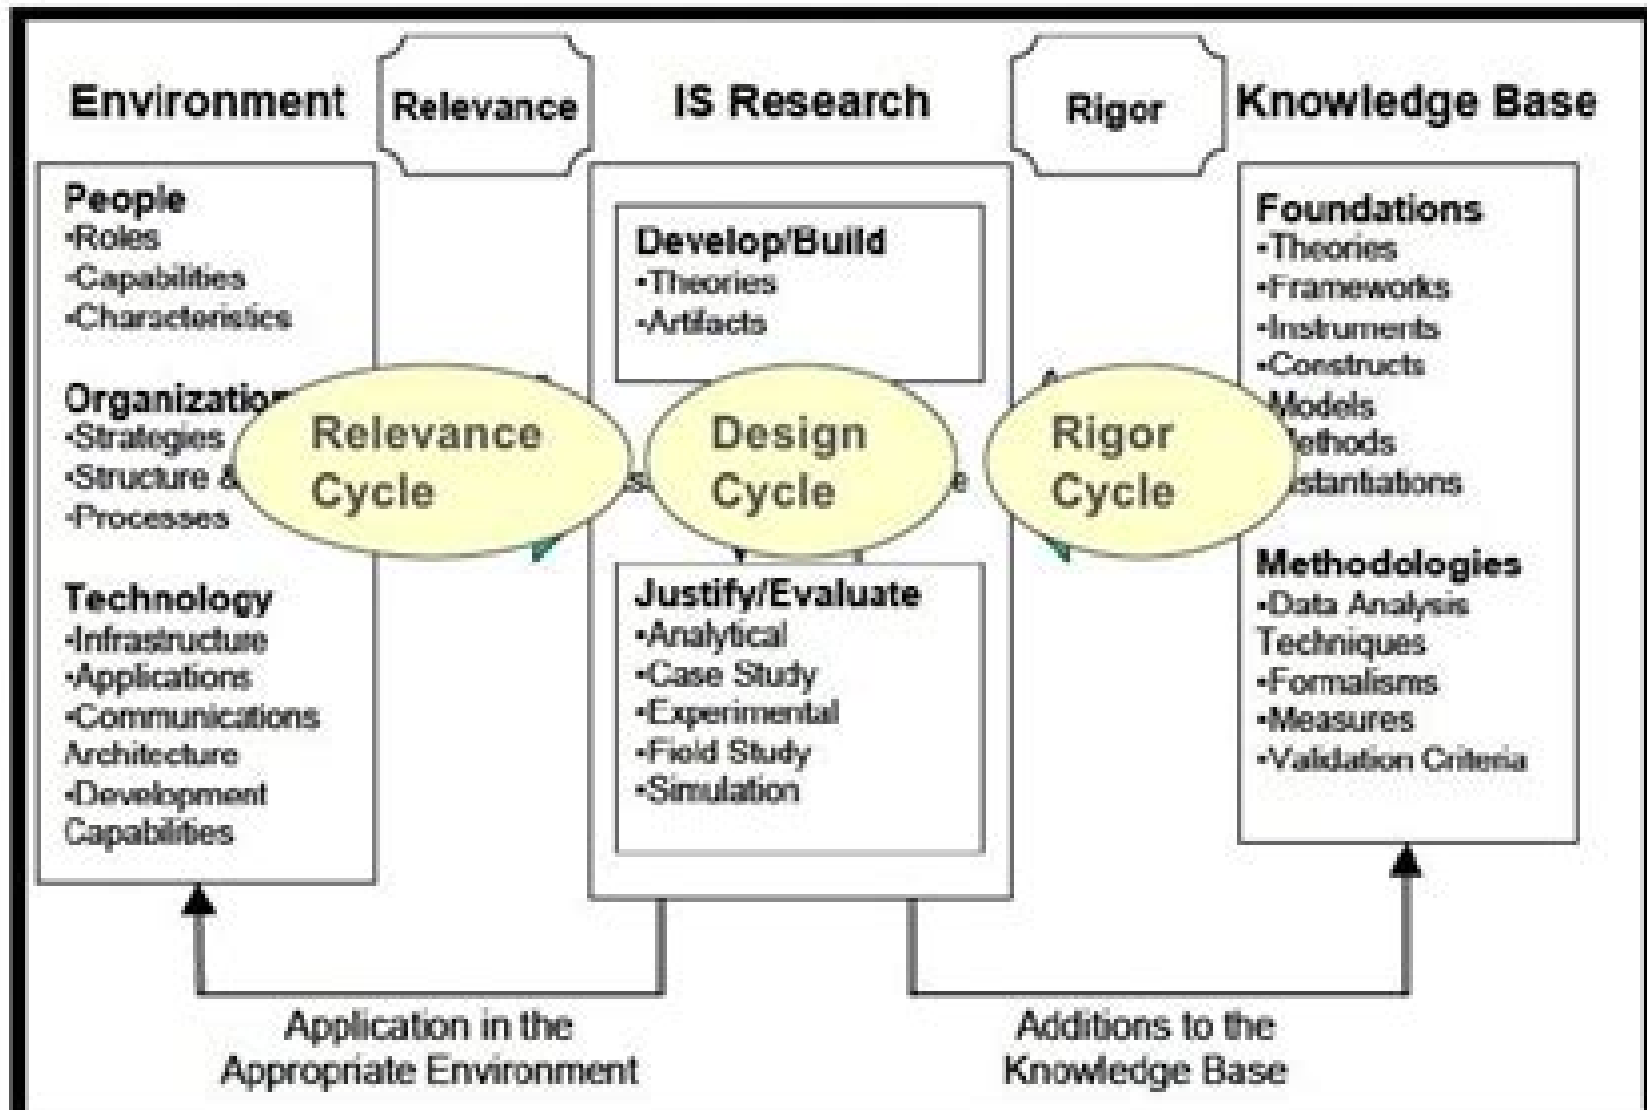 Environment
Relevance
IS Research
Rigor
Knowledge Base
People
•Roles
•Capabilities
•Characteristics
•Strategies
•Structure &
•Processes
Technology
•Infrastructure
•Applications
•Communications
Architecture
•Development
Capabilities
Relevance
Cycle
Develop/Build
•Theories
•Artifacts
Design
Cycle
Justify/Evaluate
•Analytical
•Case Study
•Experimental
•Field Study
•Simulation
Rigor
Cycle
Foundations
•Theories
•Frameworks
•Instruments
•Constructs
•Models
Methodologies
•Data Analysis
Techniques
•Formalisms
•Measures
•Validation Criteria
Application in the
Appropriate Environment
Additions to the
Knowledge Base